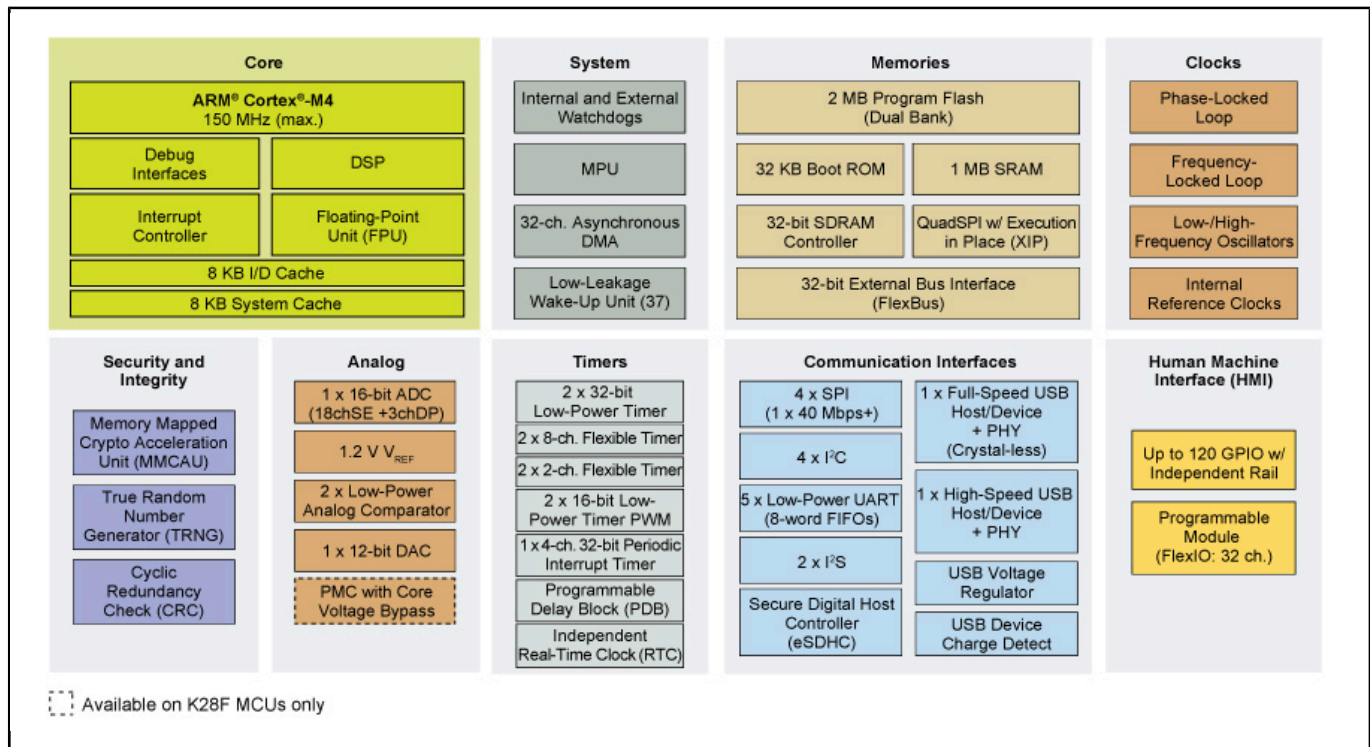 Core
ARM® Cortex®-M4
150 MHz (max.)
Debug
Interfaces
DSP
Interrupt
Controller
Floating-Point
Unit (FPU)
8 KB I/D Cache
8 KB System Cache
System
Internal and External
Watchdogs
MPU
32-ch. Asynchronous
DMA
Low-Leakage
Wake-Up Unit (37)
Memories
2 MB Program Flash
(Dual Bank)
32 KB Boot ROM
1 MB SRAM
32-bit SDRAM
Controller
QuadSPI w/ Execution
in Place (XIP)
32-bit External Bus Interface
(FlexBus)
Clocks
Phase-Locked
Loop
Frequency-
Locked Loop
Low-/High-
Frequency Oscillators
Internal
Reference Clocks
Security and
Integrity
Memory Mapped
Crypto Acceleration
Unit (MMCAU)
True Random
Number
Generator (TRNG)
Cyclic
Redundancy
Check (CRC)
Analog
1 x 16-bit ADC
(18chSE +3chDP)
1.2 V VREF
2 x Low-Power
Analog Comparator
1 x 12-bit DAC
PMC with Core
Voltage Bypass
Timers
2 x 32-bit
Low-Power Timer
2 x 8-ch. Flexible Timer
2 x 2-ch. Flexible Timer
2 x 16-bit Low-
Power Timer PWM
1 x 4-ch. 32-bit Periodic
Interrupt Timer
Programmable
Delay Block (PDB)
Independent
Real-Time Clock (RTC)
Communication Interfaces
4 x SPI
(1 x 40 Mbps+)
4 x I²C
5 x Low-Power UART
(8-word FIFOs)
2 x I²S
Secure Digital Host
Controller
(eSDHC)
1 x Full-Speed USB
Host/Device
+ PHY
(Crystal-less)
1 x High-Speed USB
Host/Device
+ PHY
USB Voltage
Regulator
USB Device
Charge Detect
Human Machine
Interface (HMI)
Up to 120 GPIO w/
Independent Rail
Programmable
Module
(FlexIO: 32 ch.)
Available on K28F MCUs only